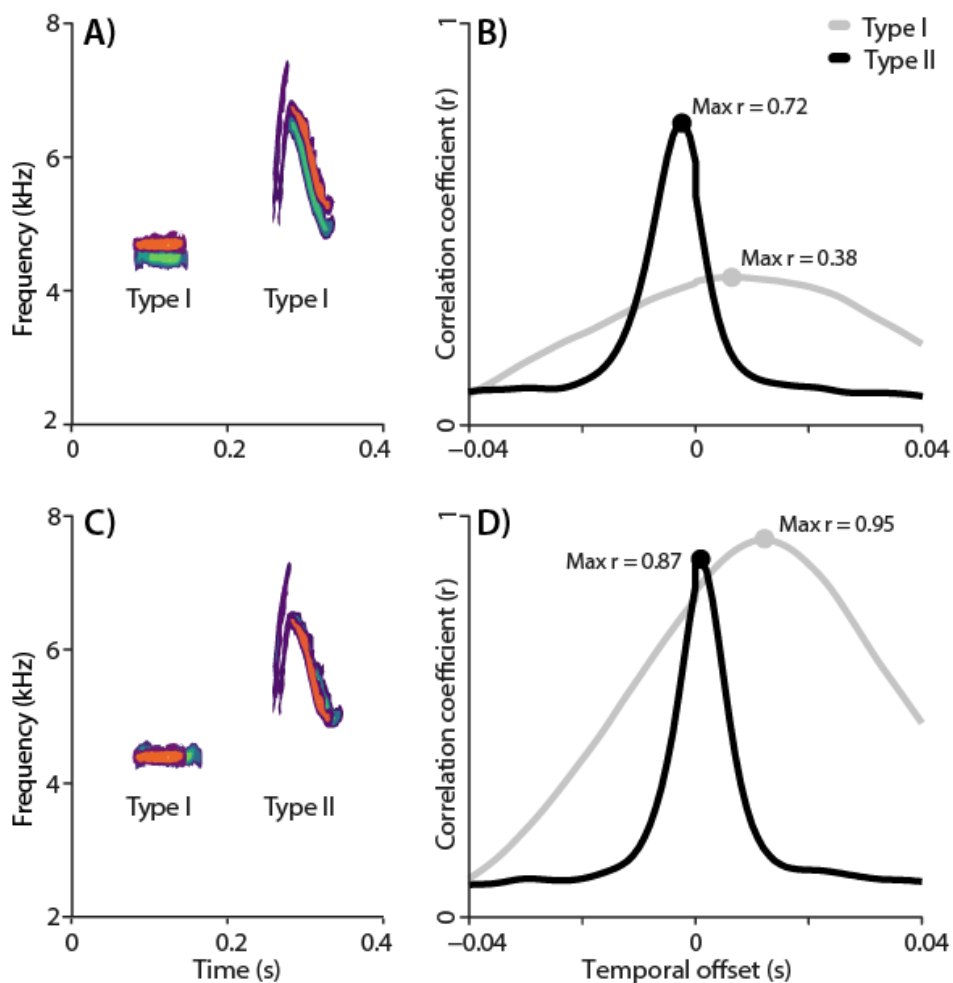 A)
8
6
4
2
Frequency (kHz)
Type I
Type I
0
0.2
0.4
B)
Type I
Type II
1
0
Correlation coefficient (r)
Max r = 0.72
Max r = 0.38
−0.04
0
0.04
C)
8
6
4
2
Frequency (kHz)
Type I
Type II
0
0.2
0.4
Time (s)
D)
1
0
Correlation coefficient (r)
Max r = 0.95
Max r = 0.87
−0.04
0
0.04
Temporal offset (s)